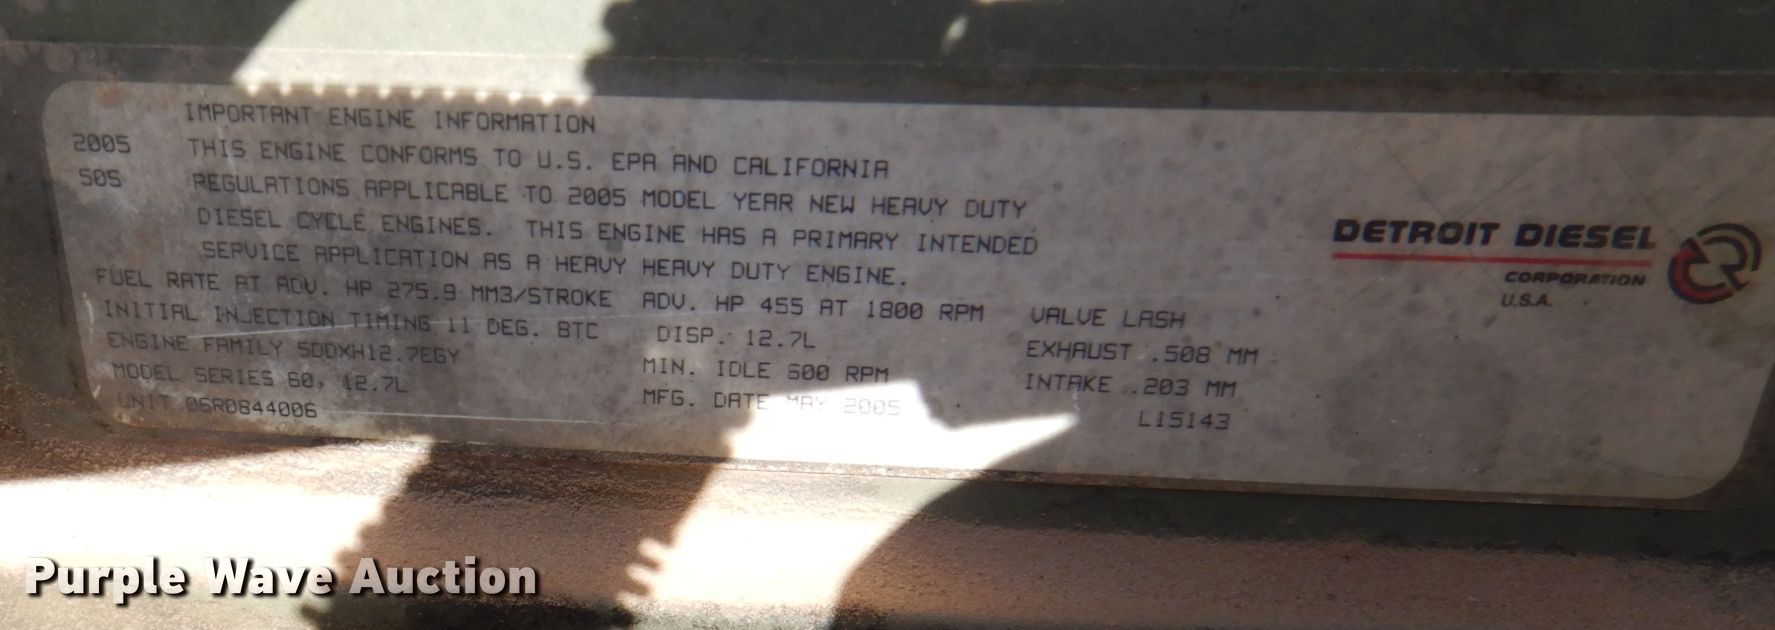 IMPORTANT ENGINE INFORMATION
2005 THIS ENGINE CONFORMS TO U.S. EPA AND CALIFORNIA
505 REGULATIONS APPLICABLE TO 2005 MODEL YEAR NEW HEAVY DUTY
DIESEL CYCLE ENGINES. THIS ENGINE HAS A PRIMARY INTENDED
SERVICE APPLICATION AS A HEAVY HEAVY DUTY ENGINE.
FUEL RATE AT ADV. HP 275.9 MM3/STROKE ADV. HP 455 AT 1800 RPM VALVE LASH
INITIAL INJECTION TIMING 11 DEG. BTC DISP. 12.7L EXHAUST .508 MM
ENGINE FAMILY 5DDXH12.7EGY MIN. IDLE 600 RPM INTAKE .203 MM
MODEL SERIES 60, 12.7L MFG. DATE MAY 2005 L15143
UNIT 06R0844006
DETROIT DIESEL
CORPORATION
U.S.A.
Purple Wave Auction